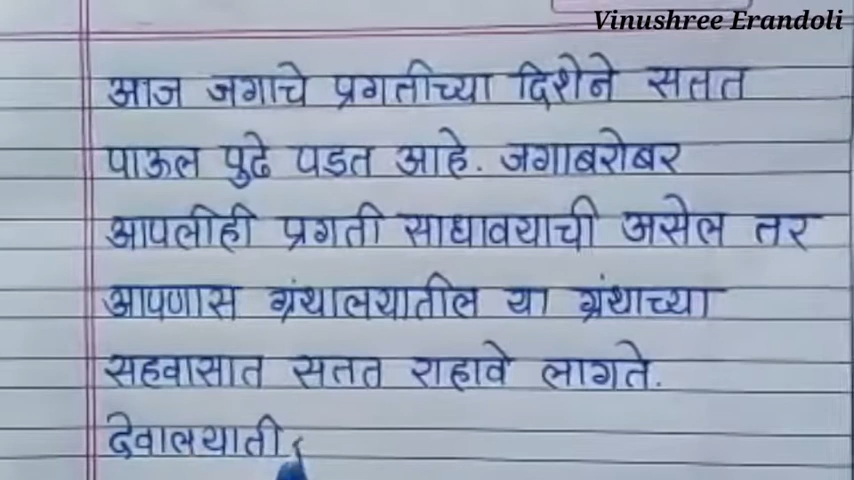 Vinushree Erandoli
आज जगाचे प्रगतीच्या दिशेने सतत
पाऊल पुढे पडत आहे. जगाबरोबर
आपलीही प्रगती साधावयाची असेल तर
आपणास ग्रंथालयातील या ग्रंथाच्या
सहवासात सतत राहावे लागते.
देवालयाती